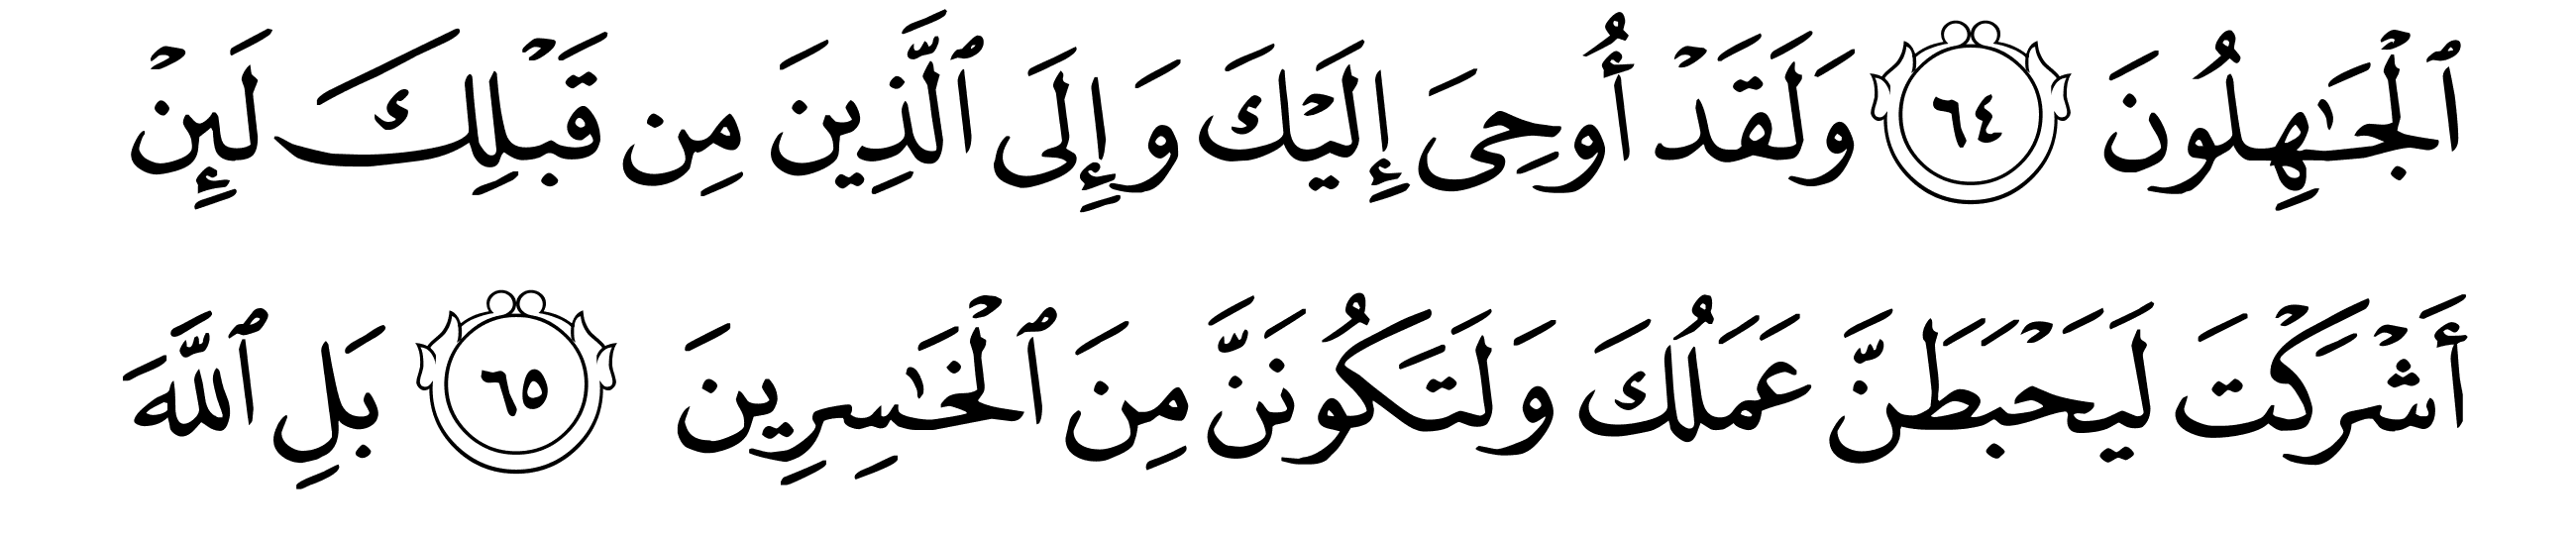 ٱلْجَـٰهِلُونَ ٦٤ وَلَقَدْ أُوحِىَ إِلَيْكَ وَإِلَى ٱلَّذِينَ مِن قَبْلِكَ لَئِنْ
أَشْرَكْتَ لَيَحْبَطَنَّ عَمَلُكَ وَلَتَكُونَنَّ مِنَ ٱلْخَـٰسِرِينَ ٦٥ بَلِ ٱللَّهَ